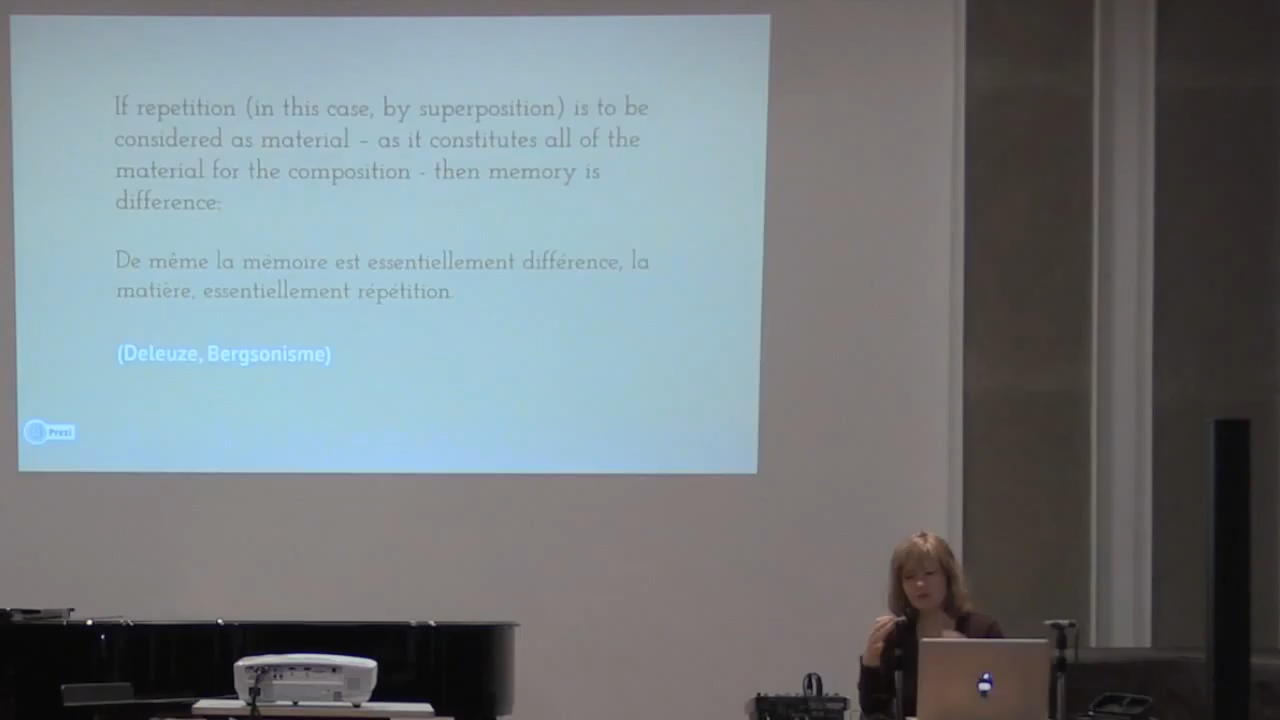 If repetition (in this case, by superposition) is to be
considered as material – as it constitutes all of the
material for the composition - then memory is
difference:
De même la mémoire est essentiellement différence, la
matière, essentiellement répétition.
(Deleuze, Bergsonisme)
Prezi